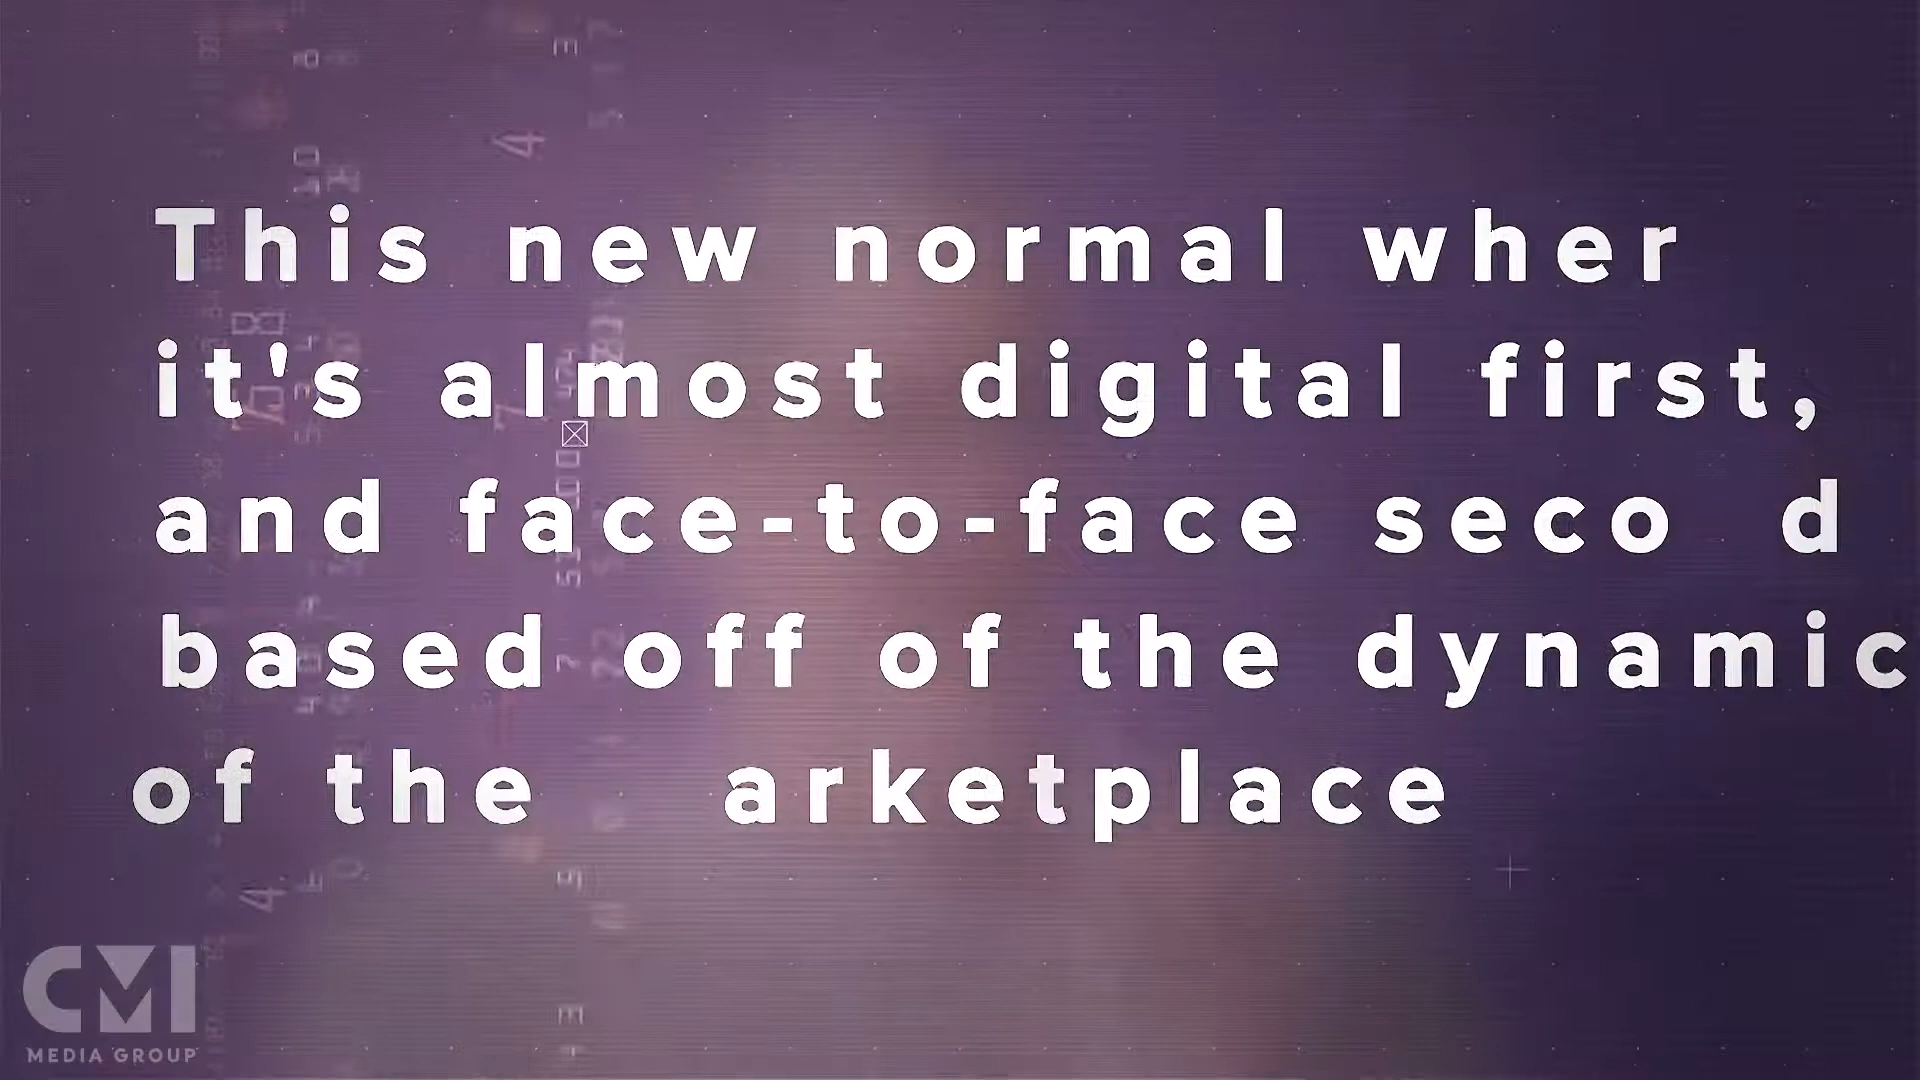 This new normal wher
it's almost digital first,
and face-to-face seco d
based off of the dynamic
of the arketplace
CMI
MEDIA GROUP